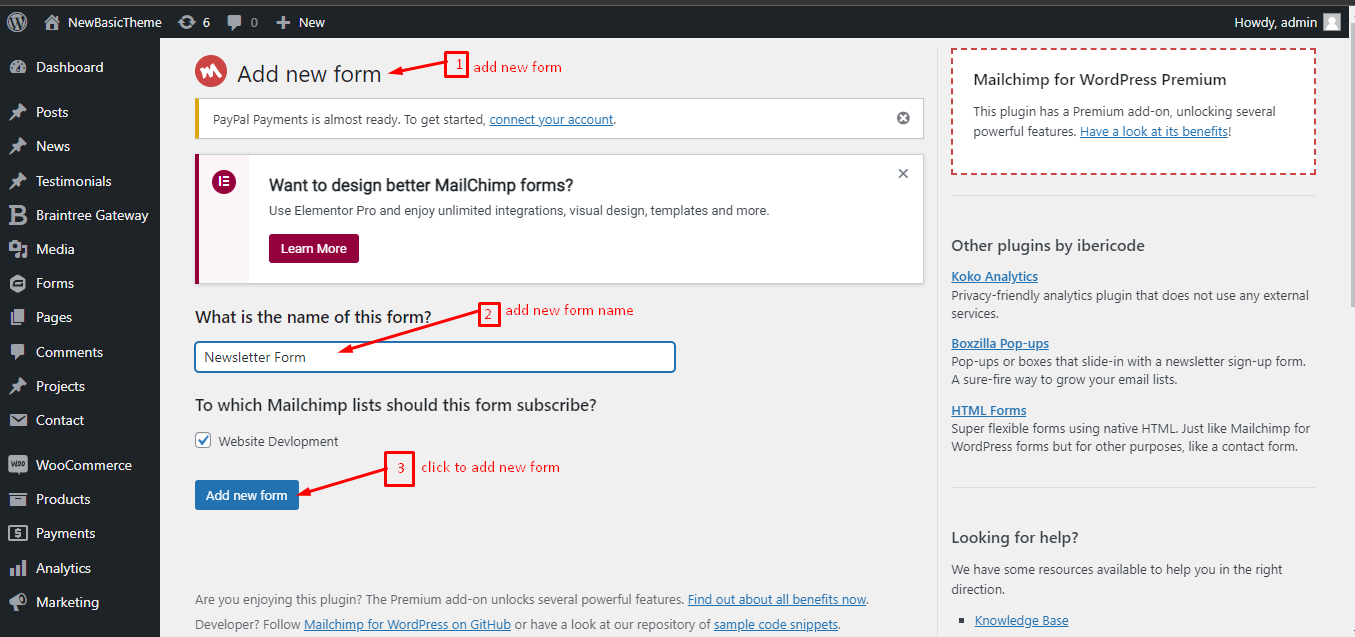 NewBasicTheme 6 0 New Howdy, admin
Dashboard
Posts
News
Testimonials
Braintree Gateway
Media
Forms
Pages
Comments
Projects
Contact
WooCommerce
Products
Payments
Analytics
Marketing
Add new form
1 add new form
PayPal Payments is almost ready. To get started, connect your account.
Want to design better MailChimp forms?
Use Elementor Pro and enjoy unlimited integrations, visual design, templates and more.
Learn More
What is the name of this form?
2 add new form name
Newsletter Form
To which Mailchimp lists should this form subscribe?
Website Devlopment
3 click to add new form
Add new form
Are you enjoying this plugin? The Premium add-on unlocks several powerful features. Find out about all benefits now.
Developer? Follow Mailchimp for WordPress on GitHub or have a look at our repository of sample code snippets.
Mailchimp for WordPress Premium
This plugin has a Premium add-on, unlocking several
powerful features. Have a look at its benefits!
Other plugins by ibericode
Koko Analytics
Privacy-friendly analytics plugin that does not use any external
services.
Boxzilla Pop-ups
Pop-ups or boxes that slide-in with a newsletter sign-up form.
A sure-fire way to grow your email lists.
HTML Forms
Super flexible forms using native HTML. Just like Mailchimp for
WordPress forms but for other purposes, like a contact form.
Looking for help?
We have some resources available to help you in the right
direction.
Knowledge Base